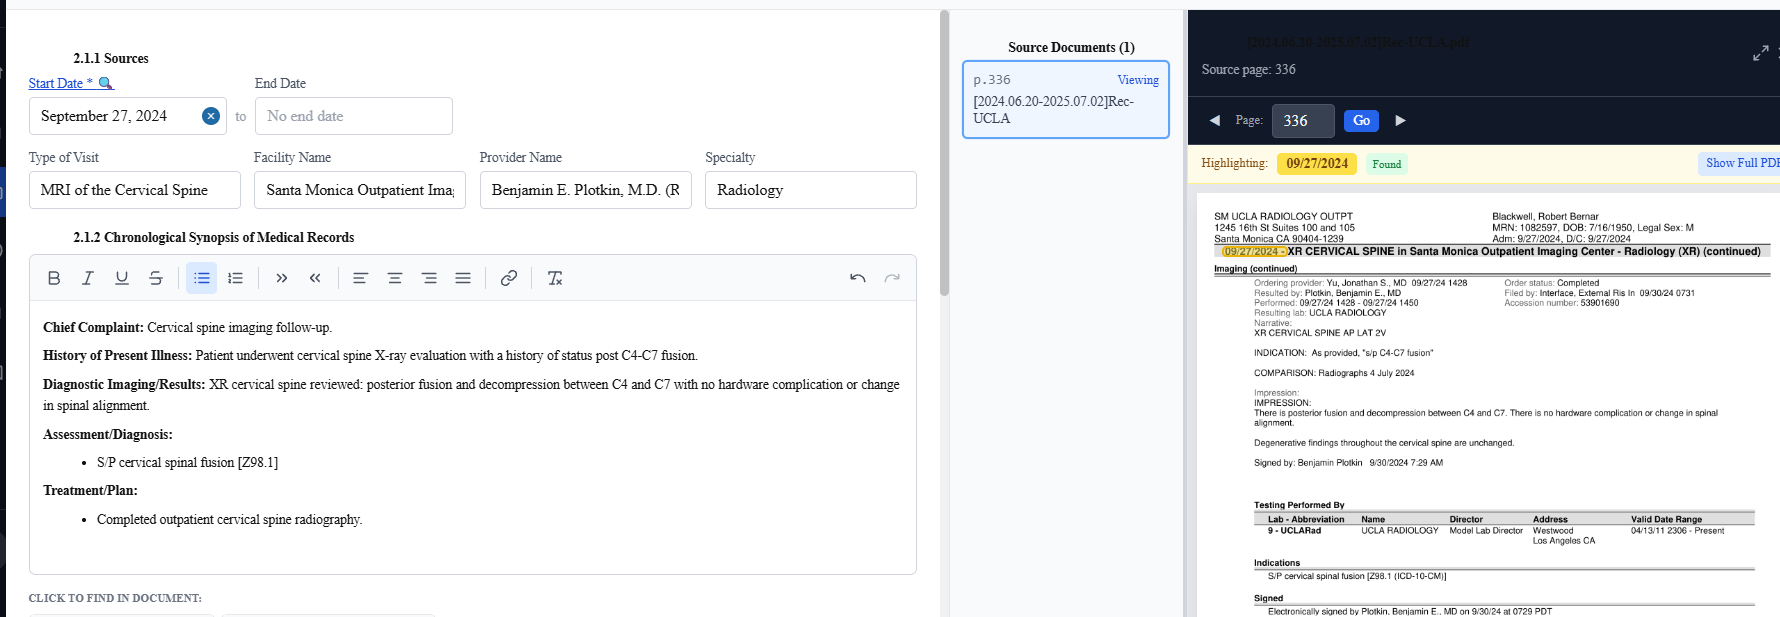 2.1.1 Sources
Start Date * 🔍
End Date
September 27, 2024
to
No end date
Type of Visit
Facility Name
Provider Name
Specialty
MRI of the Cervical Spine
Santa Monica Outpatient Ima
Benjamin E. Plotkin, M.D. (R
Radiology
2.1.2 Chronological Synopsis of Medical Records
Chief Complaint: Cervical spine imaging follow-up.
History of Present Illness: Patient underwent cervical spine X-ray evaluation with a history of status post C4-C7 fusion.
Diagnostic Imaging/Results: XR cervical spine reviewed: posterior fusion and decompression between C4 and C7 with no hardware complication or change
in spinal alignment.
Assessment/Diagnosis:
• S/P cervical spinal fusion [Z98.1]
Treatment/Plan:
• Completed outpatient cervical spine radiography.
CLICK TO FIND IN DOCUMENT:
Source Documents (1)
p.336
Viewing
[2024.06.20-2025.07.02]Rec-
UCLA
[2024.06.20-2025.07.02]Rec-UCLA.pdf
Source page: 336
◀ Page: 336 Go ▶
Highlighting: 09/27/2024 Found
Show Full PDF
SM UCLA RADIOLOGY OUTPT
1245 16th St Suites 100 and 105
Santa Monica CA 90404-1239
Blackwell, Robert Bernar
MRN: 1082597, DOB: 7/16/1950, Legal Sex: M
Adm: 9/27/2024, D/C: 9/27/2024
09/27/2024 - XR CERVICAL SPINE in Santa Monica Outpatient Imaging Center - Radiology (XR) (continued)
Imaging (continued)
Ordering provider: Yu, Jonathan S., MD 09/27/24 1428
Order status: Completed
Resulted by: Plotkin, Benjamin E., MD
Filed by: Interface, External Ris In 09/30/24 0731
Performed: 09/27/24 1428 - 09/27/24 1450
Accession number: 53901690
Resulting lab: UCLA RADIOLOGY
Narrative:
XR CERVICAL SPINE AP LAT 2V
INDICATION: As provided, "s/p C4-C7 fusion"
COMPARISON: Radiographs 4 July 2024
Impression:
IMPRESSION:
There is posterior fusion and decompression between C4 and C7. There is no hardware complication or change in spinal
alignment.
Degenerative findings throughout the cervical spine are unchanged.
Signed by: Benjamin Plotkin 9/30/2024 7:29 AM
Testing Performed By
Lab - Abbreviation Name Director Address Valid Date Range
9 - UCLARad UCLA RADIOLOGY Model Lab Director Westwood 04/13/11 2306 - Present
Los Angeles CA
Indications
S/P cervical spinal fusion [Z98.1 (ICD-10-CM)]
Signed
Electronically signed by Plotkin, Benjamin E., MD on 9/30/24 at 0729 PDT